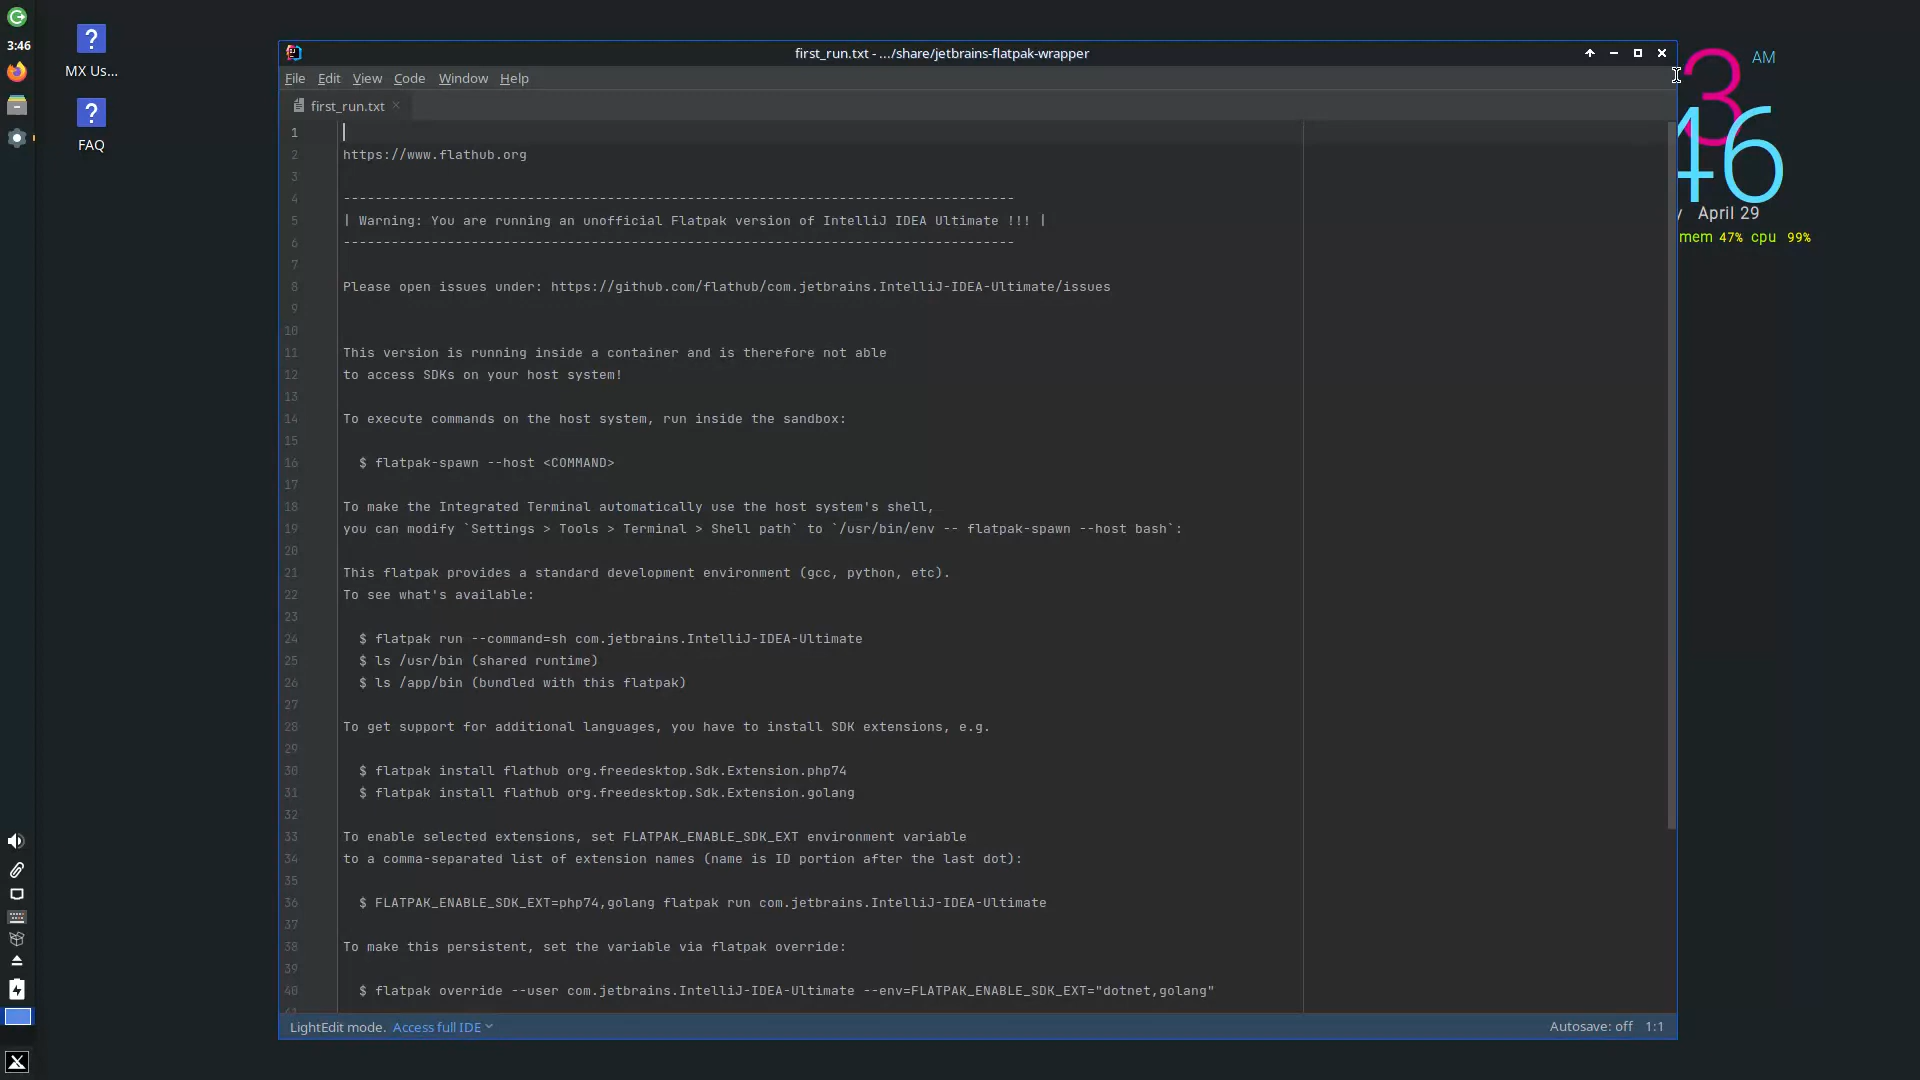 3:46
MX Us...
FAQ
first_run.txt - .../share/jetbrains-flatpak-wrapper
File Edit View Code Window Help
first_run.txt
1
2 https://www.flathub.org
3
4 ------------------------------------------------------------------------------------
5 | Warning: You are running an unofficial Flatpak version of IntelliJ IDEA Ultimate !!! |
6 ------------------------------------------------------------------------------------
7
8 Please open issues under: https://github.com/flathub/com.jetbrains.IntelliJ-IDEA-Ultimate/issues
9
10
11 This version is running inside a container and is therefore not able
12 to access SDKs on your host system!
13
14 To execute commands on the host system, run inside the sandbox:
15
16 $ flatpak-spawn --host <COMMAND>
17
18 To make the Integrated Terminal automatically use the host system's shell,
19 you can modify `Settings > Tools > Terminal > Shell path` to `/usr/bin/env -- flatpak-spawn --host bash`:
20
21 This flatpak provides a standard development environment (gcc, python, etc).
22 To see what's available:
23
24 $ flatpak run --command=sh com.jetbrains.IntelliJ-IDEA-Ultimate
25 $ ls /usr/bin (shared runtime)
26 $ ls /app/bin (bundled with this flatpak)
27
28 To get support for additional languages, you have to install SDK extensions, e.g.
29
30 $ flatpak install flathub org.freedesktop.Sdk.Extension.php74
31 $ flatpak install flathub org.freedesktop.Sdk.Extension.golang
32
33 To enable selected extensions, set FLATPAK_ENABLE_SDK_EXT environment variable
34 to a comma-separated list of extension names (name is ID portion after the last dot):
35
36 $ FLATPAK_ENABLE_SDK_EXT=php74,golang flatpak run com.jetbrains.IntelliJ-IDEA-Ultimate
37
38 To make this persistent, set the variable via flatpak override:
39
40 $ flatpak override --user com.jetbrains.IntelliJ-IDEA-Ultimate --env=FLATPAK_ENABLE_SDK_EXT="dotnet,golang"
LightEdit mode. Access full IDE
Autosave: off 1:1
3 AM
46
y April 29
mem 47% cpu 99%